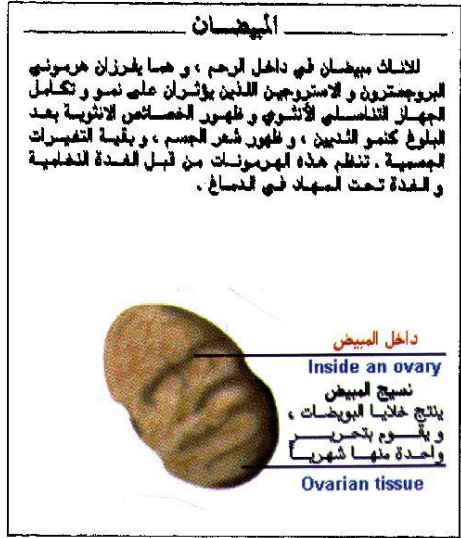 المبيضان
للاناث مبيضان في داخل الرحم ، و هما يفرزان هرموني
البروجسترون و الاستروجين اللذين يؤثران على نمو و تكامل
الجهاز التناسلي الأنثوي و ظهور الخصائص الانثوية بعد
البلوغ كنمو الثديين ، و ظهور شعر الجسم ، و بقية التغيرات
الجسمية . تنظم هذه الهرمونات من قبل الغدة النخامية
و الغدة تحت المهاد في الدماغ .
داخل المبيض
Inside an ovary
نسيج المبيض
ينتج خلايا البويضات ،
و يقوم بتحرير
واحدة منها شهرياً
Ovarian tissue